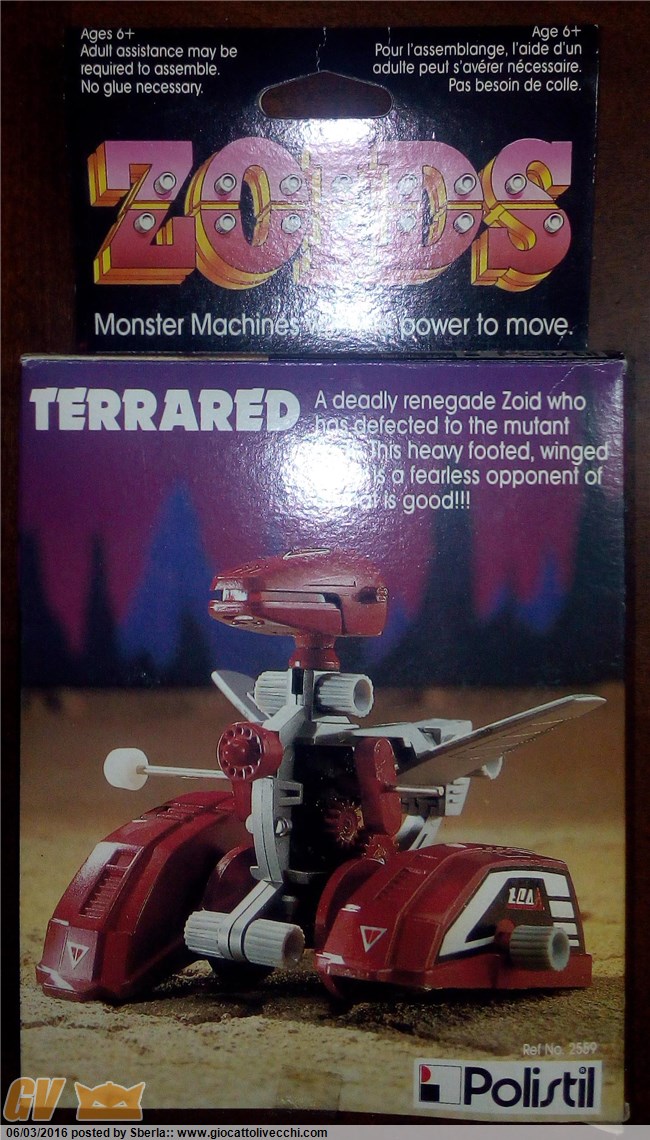 Ages 6+
Adult assistance may be
required to assemble.
No glue necessary.
Age 6+
Pour l'assemblange, l'aide d'un
adulte peut s'avérer nécessaire.
Pas besoin de colle.
ZOIDS
Monster Machines power to move.
TERRARED
A deadly renegade Zoid who
has defected to the mutant
this heavy footed, winged
is a fearless opponent of
is good!!!
Ref No. 2559
Polistil
GV
06/03/2016 posted by Sberla:: www.giocattolivecchi.com